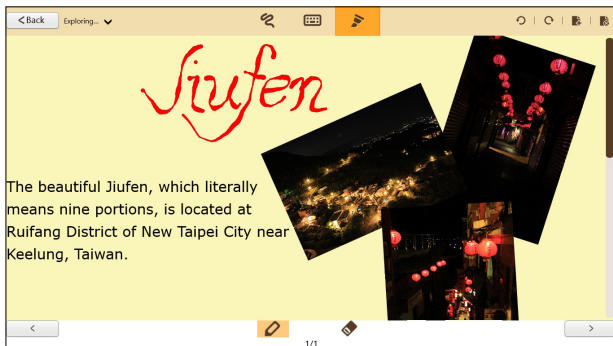 < Back Exploring...
Jiufen
The beautiful Jiufen, which literally
means nine portions, is located at
Ruifang District of New Taipei City near
Keelung, Taiwan.
1/1